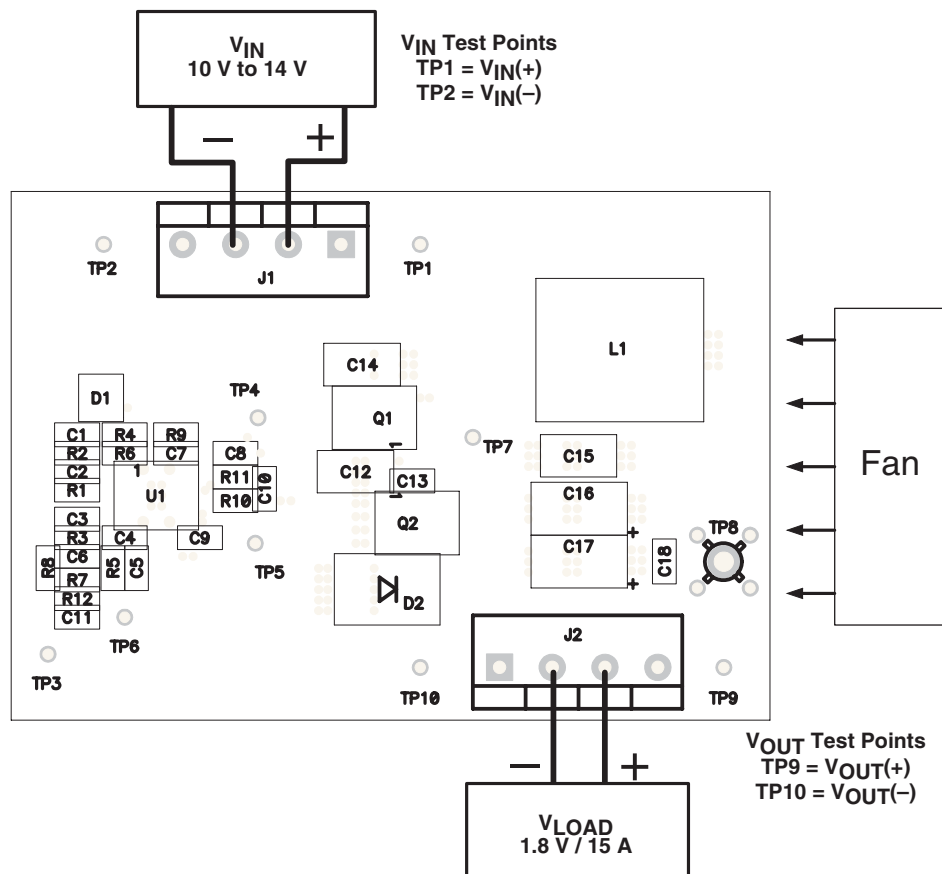 VIN
10 V to 14 V
VIN Test Points
TP1 = VIN(+)
TP2 = VIN(–)
– +
TP2
J1
TP1
L1
C14
D1
TP4
Q1
1
TP7
Fan
C1 R4 R9
R2 R6 C7 C8
C2 1 R11 C10
R1 U1 R10
C12 C13
1
C15
C16
Q2
C3
R3 C4 C9
+
TP8
C17
C18
R8 C6 R5 C5
TP5
R7
D2
+
R12
C11
TP6
J2
TP3
TP10
TP9
– +
VOUT Test Points
TP9 = VOUT(+)
TP10 = VOUT(–)
VLOAD
1.8 V / 15 A